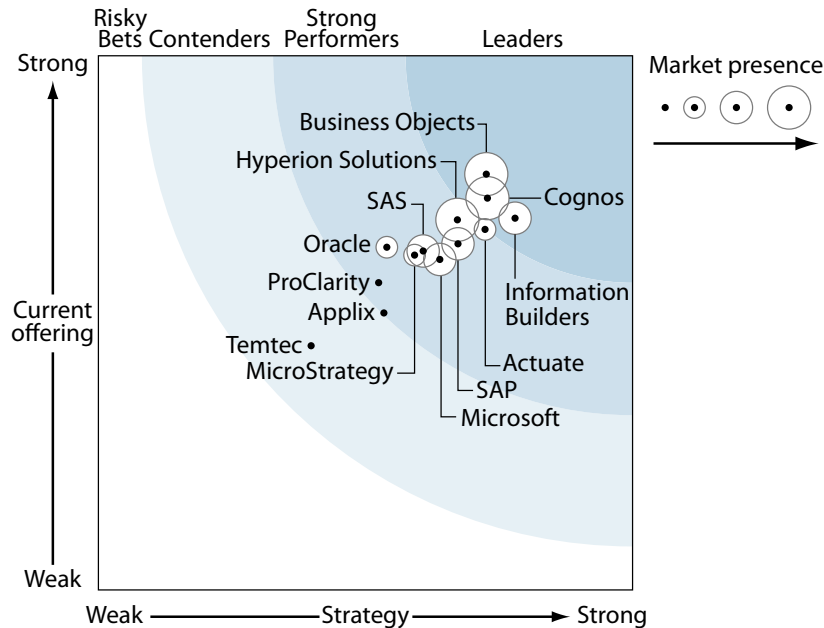 Risky
Bets
Contenders
Strong
Performers
Leaders
Strong
Market presence
Business Objects
Hyperion Solutions
SAS
Cognos
Oracle
ProClarity
Information
Builders
Current
offering
Applix
Temtec
MicroStrategy
Actuate
SAP
Microsoft
Weak
Weak
Strategy
Strong